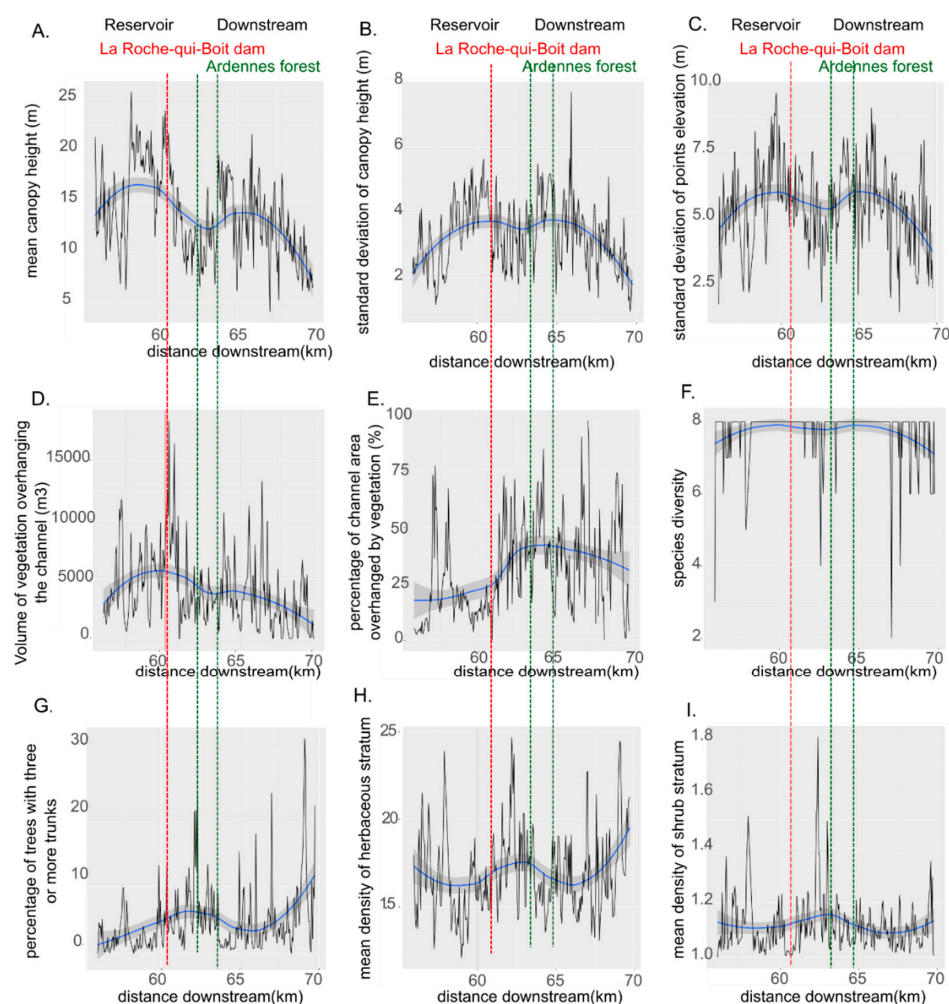 A.
Reservoir Downstream
La Roche-qui-Boit dam
Ardennes forest
mean canopy height (m)
25
20
15
10
5
60 65 70
distance downstream(km)
B.
Reservoir Downstream
La Roche-qui-Boit dam
Ardennes forest
standard deviation of canopy height (m)
8
6
4
2
60 65 70
distance downstream(km)
C.
Reservoir Downstream
La Roche-qui-Boit dam
Ardennes forest
standard deviation of points elevation (m)
10.0
7.5
5.0
2.5
60 65 70
distance downstream(km)
D.
Volume of vegetation overhanging
the channel (m3)
15000
10000
5000
0
60 65 70
distance downstream(km)
E.
percentage of channel area
overhanged by vegetation (%)
100
75
50
25
0
60 65 70
distance downstream(km)
F.
species diversity
8
6
4
2
60 65 70
distance downstream(km)
G.
percentage of trees with three
or more trunks
30
20
10
0
60 65 70
distance downstream(km)
H.
mean density of herbaceous stratum
25
20
15
60 65 70
distance downstream(km)
I.
mean density of shrub stratum
1.8
1.6
1.4
1.2
1.0
60 65 70
distance downstream(km)